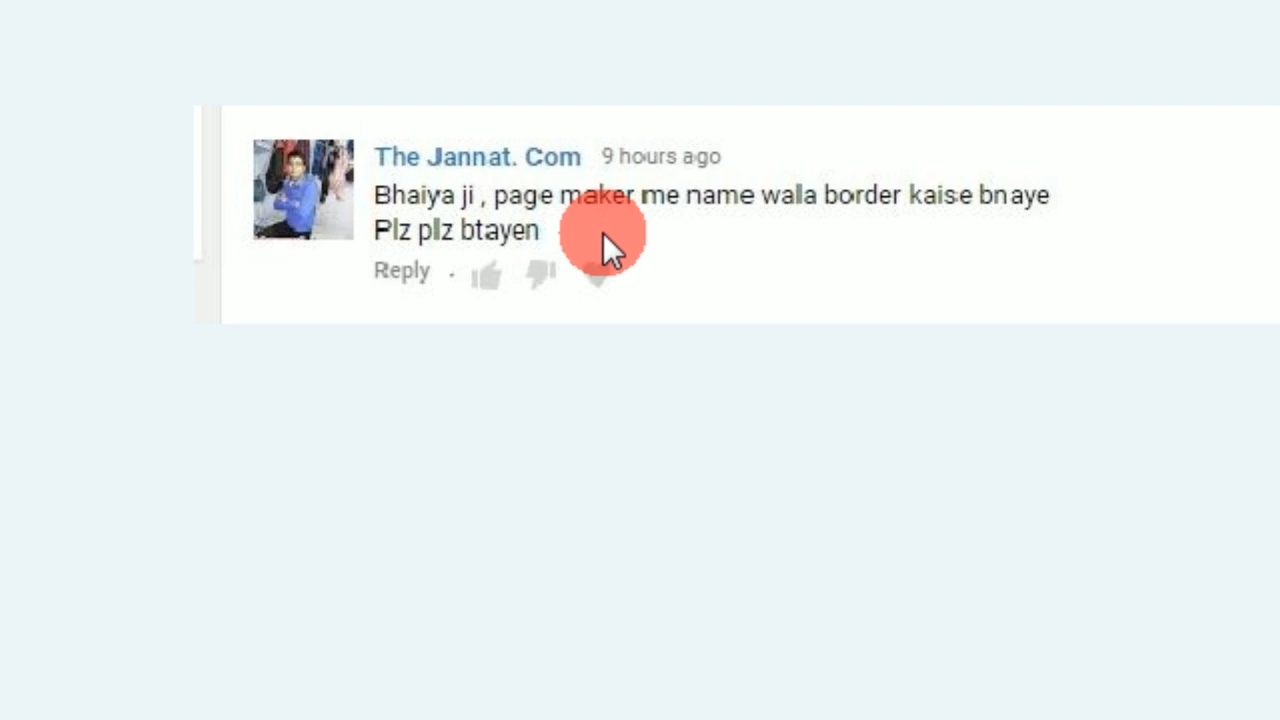 The Jannat. Com 9 hours ago
Bhaiya ji , page maker me name wala border kaise bnaye
Plz plz btayen
Reply .